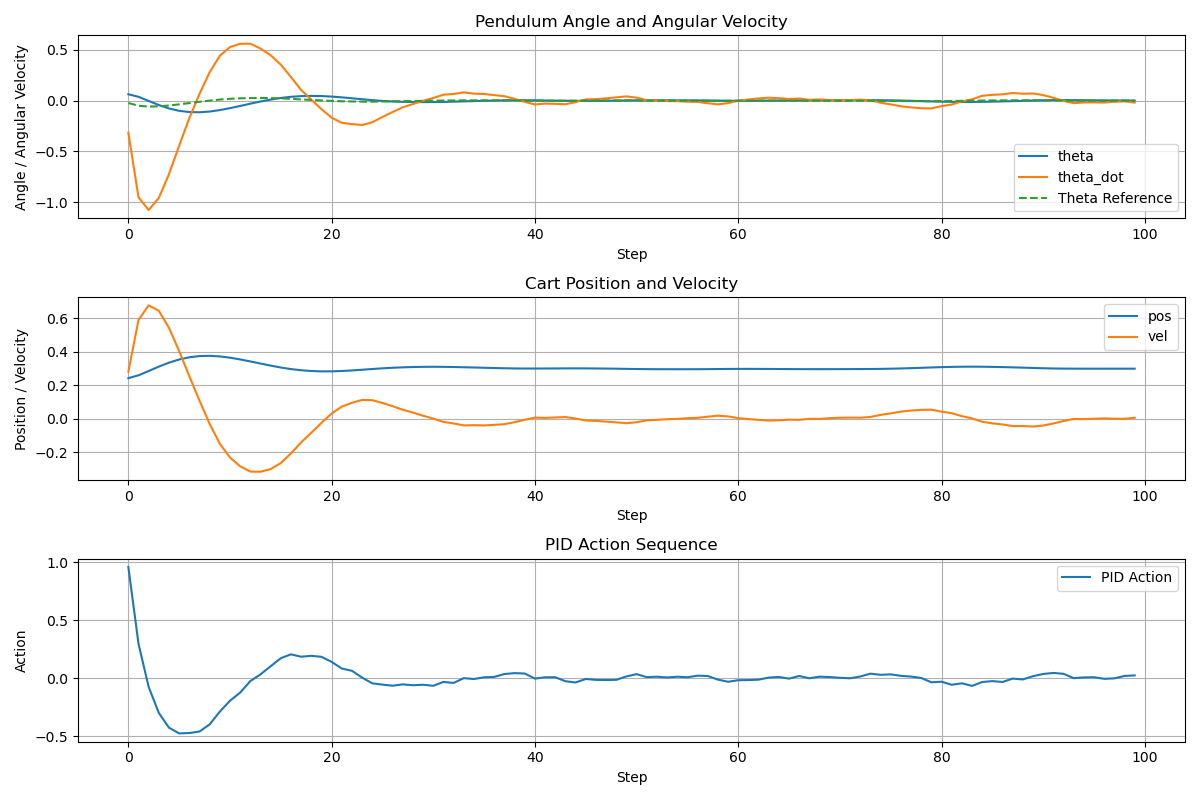 Pendulum Angle and Angular Velocity
Angle / Angular Velocity
0.5
0.0
−0.5
−1.0
theta
theta_dot
Theta Reference
0 20 40 60 80 100
Step
Cart Position and Velocity
Position / Velocity
0.6
0.4
0.2
0.0
−0.2
pos
vel
0 20 40 60 80 100
Step
PID Action Sequence
Action
1.0
0.5
0.0
−0.5
PID Action
0 20 40 60 80 100
Step